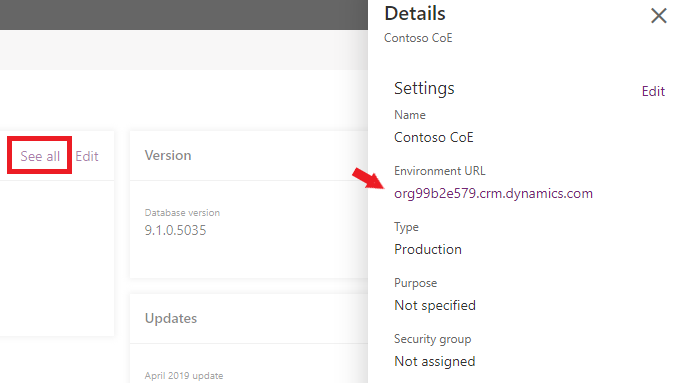 See all
Edit
Version
Database version
9.1.0.5035
Updates
April 2019 update
Details
Contoso CoE
Settings
Edit
Name
Contoso CoE
Environment URL
org99b2e579.crm.dynamics.com
Type
Production
Purpose
Not specified
Security group
Not assigned